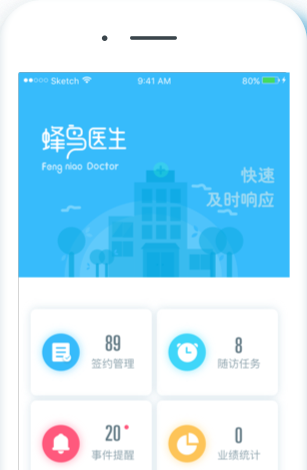 Sketch 9:41 AM 80%
蜂鸟医生
Feng niao Doctor
快速
及时响应
89
签约管理
8
随访任务
20
事件提醒
0
业绩统计